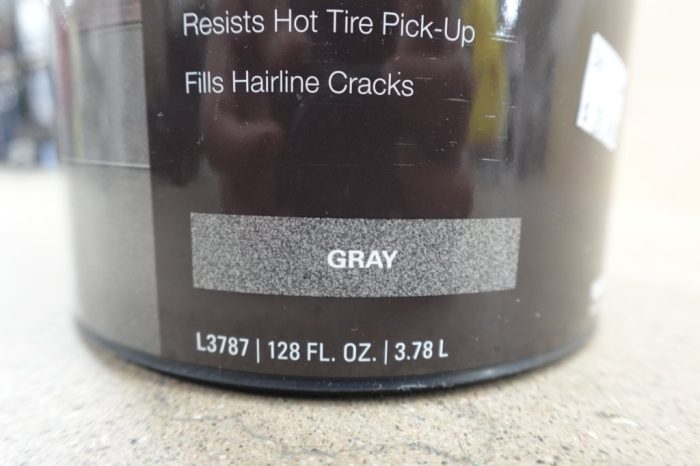 Resists Hot Tire Pick-Up
Fills Hairline Cracks
GRAY
L3787 | 128 FL. OZ. | 3.78 L